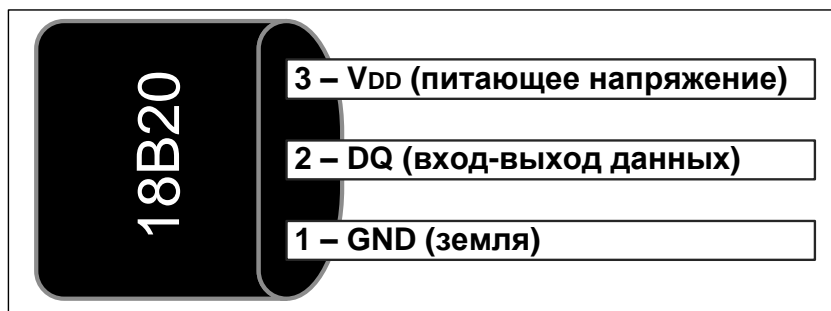 18B20
3 – VDD (питающее напряжение)
2 – DQ (вход-выход данных)
1 – GND (земля)